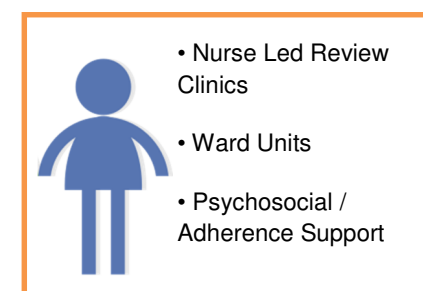 • Nurse Led Review
Clinics
• Ward Units
• Psychosocial /
Adherence Support